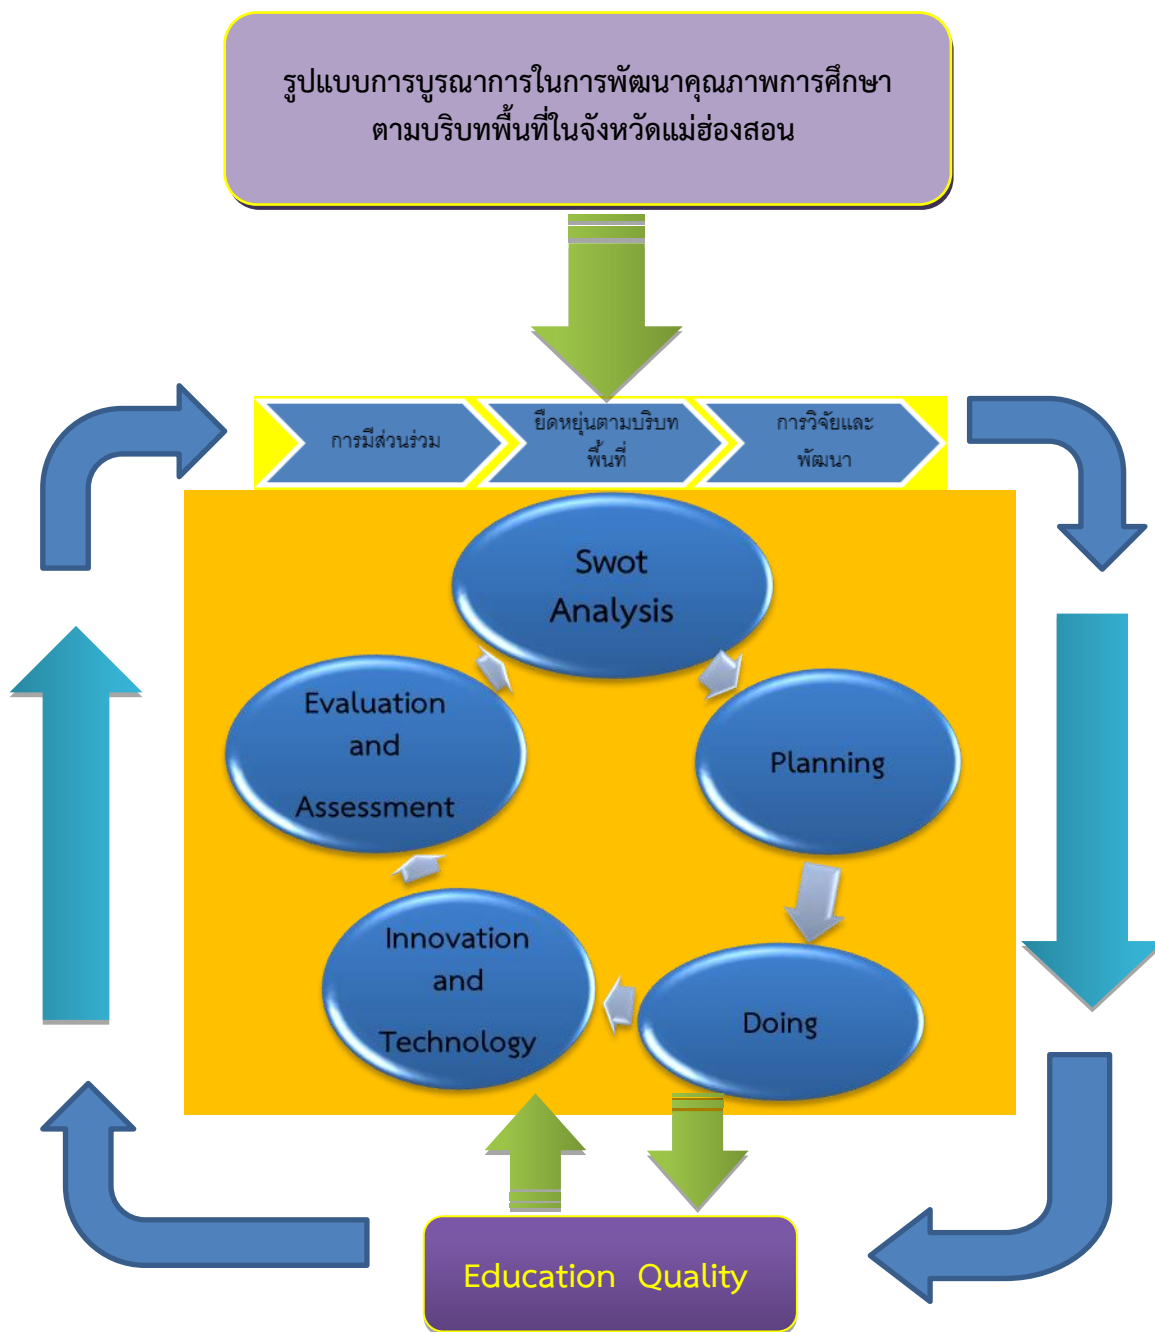 รูปแบบการบูรณาการในการพัฒนาคุณภาพการศึกษา
ตามบริบทพื้นที่ในจังหวัดแม่ฮ่องสอน
การมีส่วนร่วม
ยืดหยุ่นตามบริบท
พื้นที่
การวิจัยและ
พัฒนา
Swot
Analysis
Planning
Doing
Innovation
and
Technology
Evaluation
and
Assessment
Education Quality